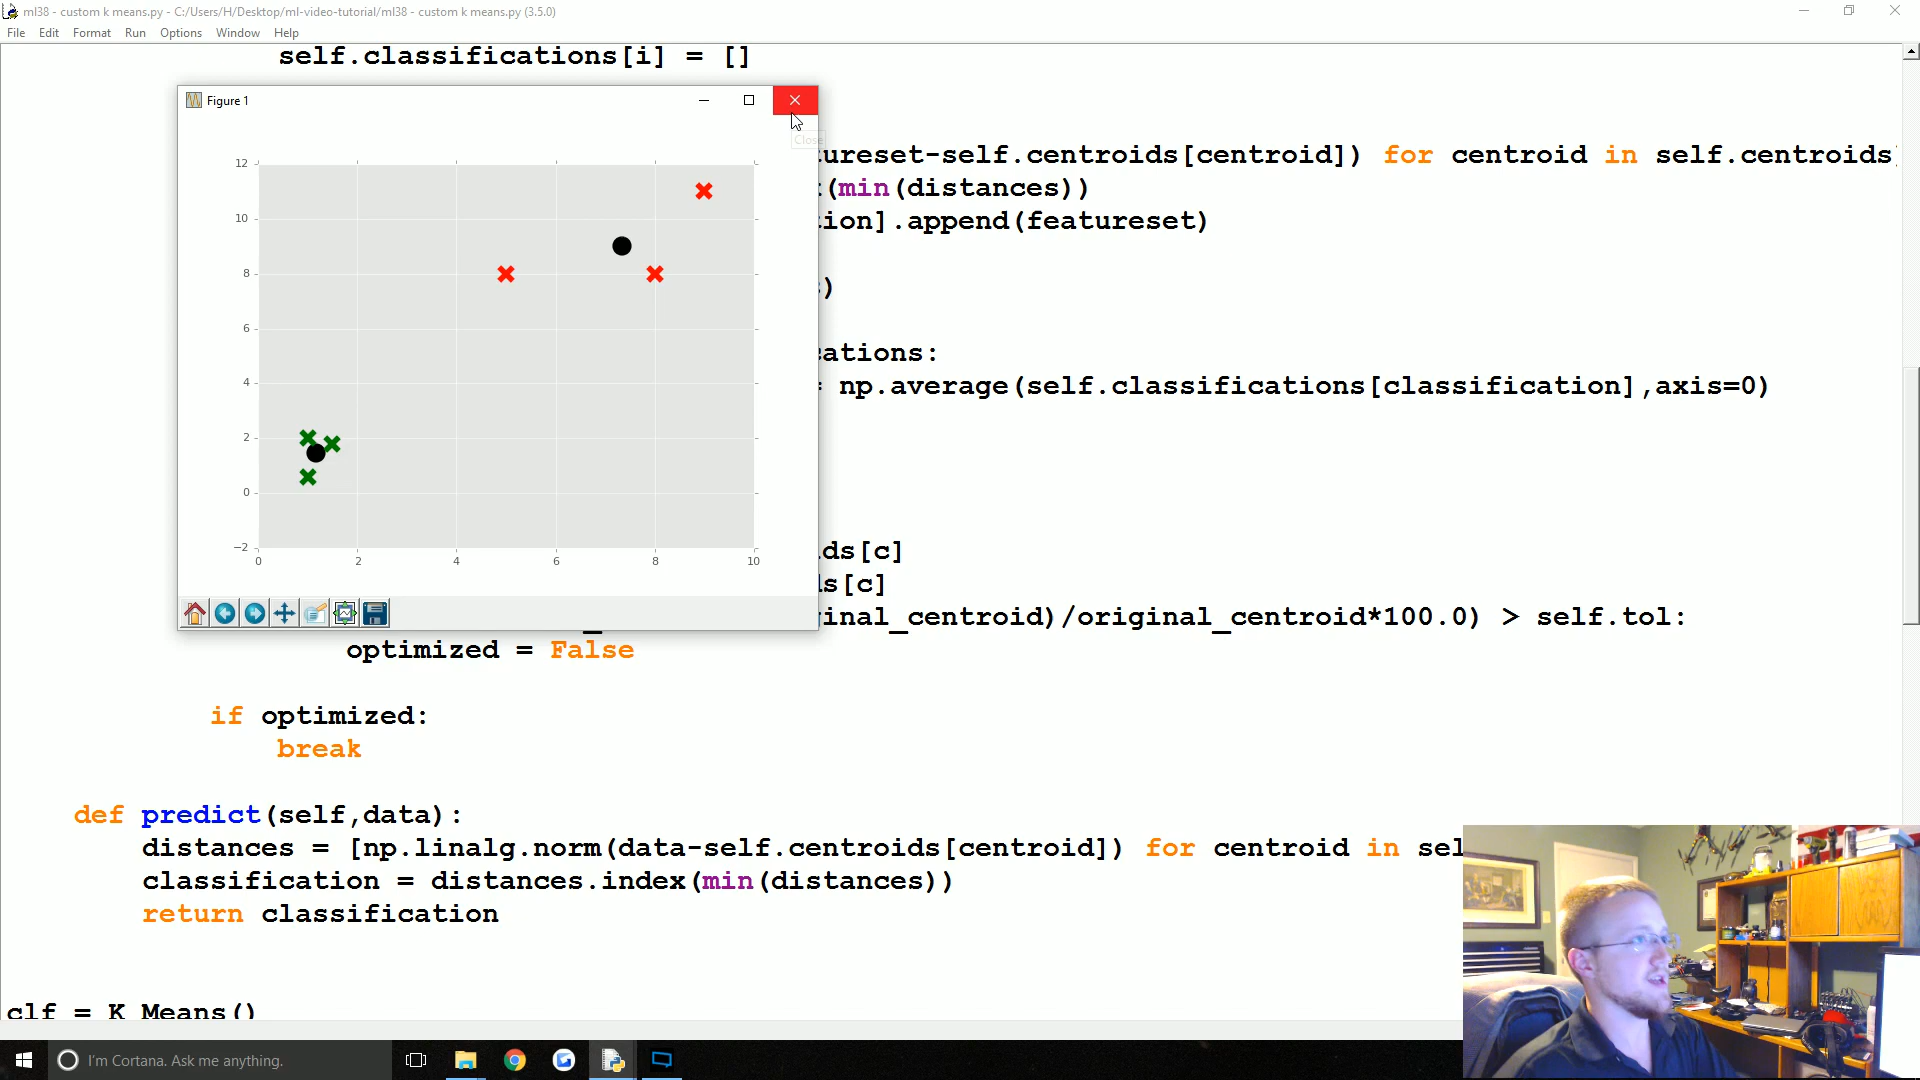 ml38 - custom k means.py - C:/Users/H/Desktop/ml-video-tutorial/ml38 - custom k means.py (3.5.0)
File Edit Format Run Options Window Help
self.classifications[i] = []
Figure 1
Close
12
10
8
6
4
2
0
−2
0 2 4 6 8 10
tureset-self.centroids[centroid]) for centroid in self.centroids
(min(distances))
ion].append(featureset)
)
cations:
= np.average(self.classifications[classification],axis=0)
ds[c]
s[c]
inal_centroid)/original_centroid*100.0) > self.tol:
optimized = False
if optimized:
break
def predict(self,data):
distances = [np.linalg.norm(data-self.centroids[centroid]) for centroid in sel
classification = distances.index(min(distances))
return classification
clf = K_Means()
I'm Cortana. Ask me anything.